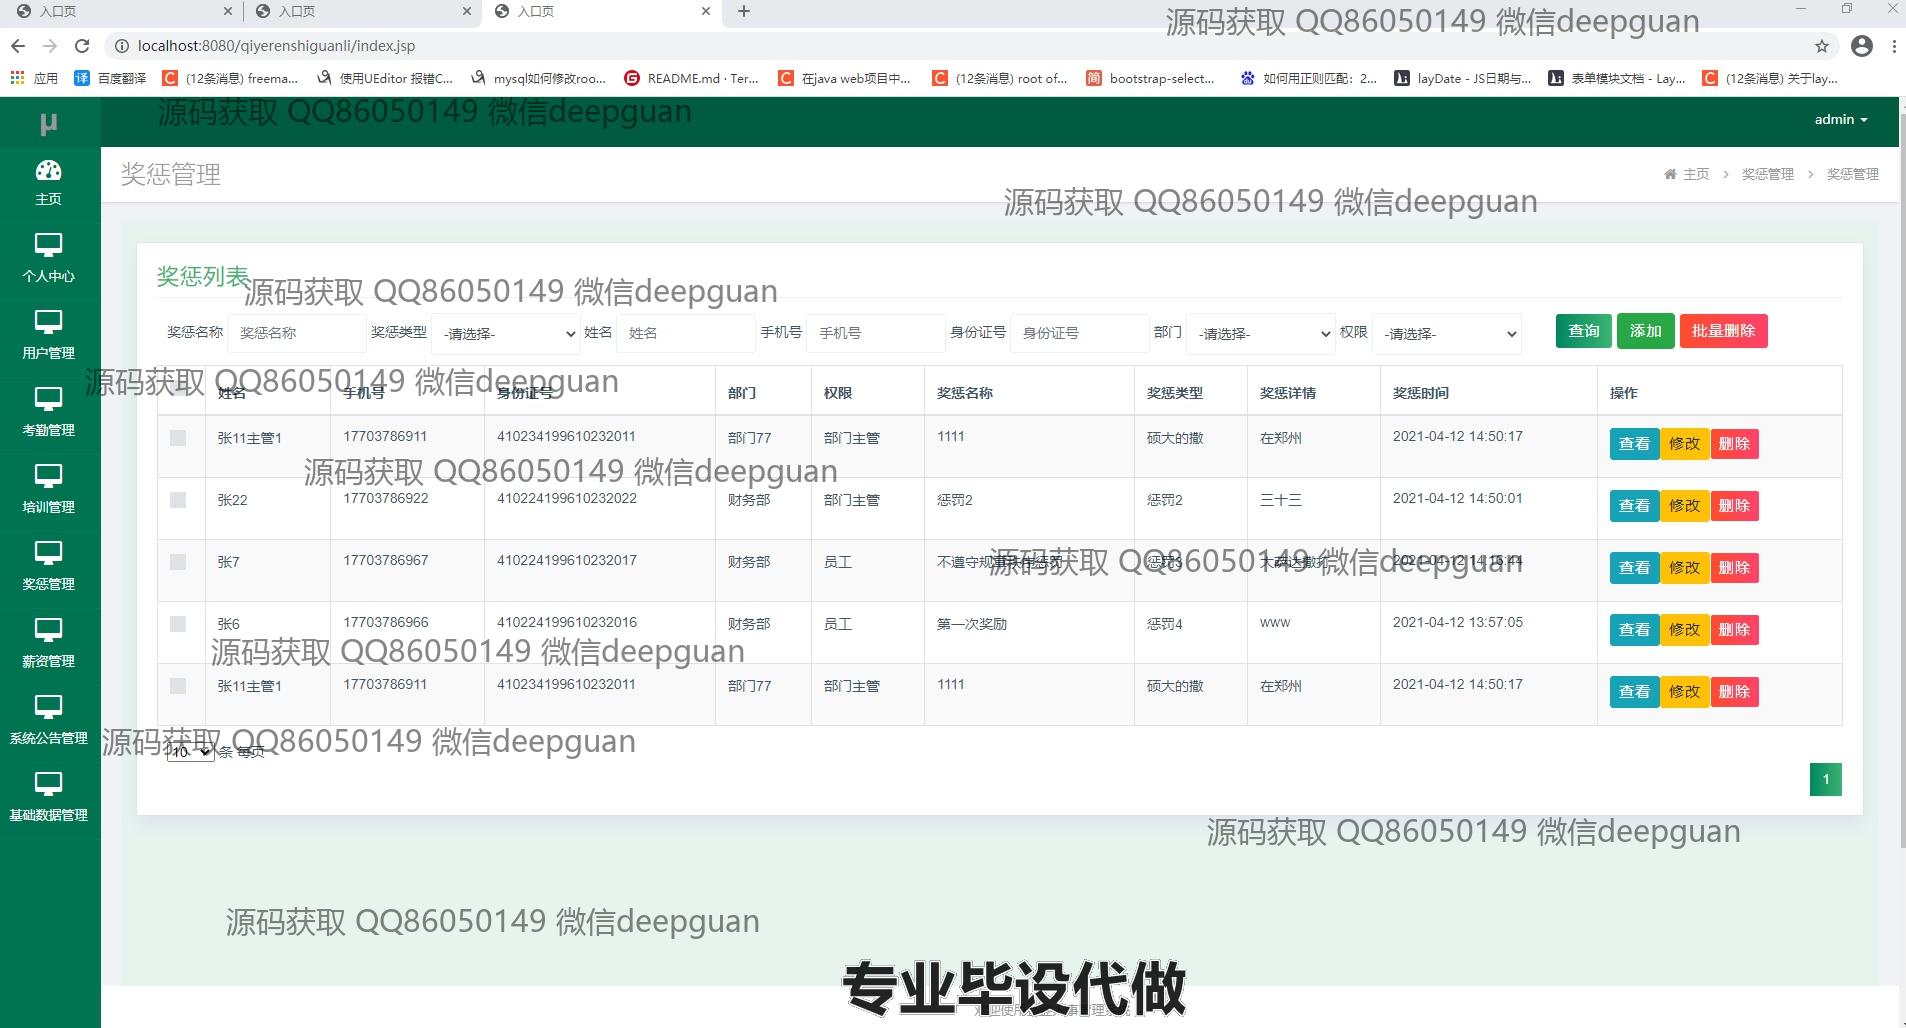 入口页 入口页 入口页
localhost:8080/qiyerenshiguanli/index.jsp
源码获取 QQ86050149 微信deepguan
应用 百度翻译 (12条消息) freema... 使用UEditor 报错C... mysql如何修改roo... README.md · Ter... 在java web项目中... (12条消息) root of... bootstrap-select... 如何用正则匹配：2... layDate - JS日期与... 表单模块文档 - Lay... (12条消息) 关于lay...
源码获取 QQ86050149 微信deepguan
μ
admin
主页
个人中心
用户管理
考勤管理
培训管理
奖惩管理
薪资管理
系统公告管理
基础数据管理
奖惩管理
主页 > 奖惩管理 > 奖惩管理
源码获取 QQ86050149 微信deepguan
奖惩列表
源码获取 QQ86050149 微信deepguan
奖惩名称 奖惩名称 奖惩类型 -请选择- 姓名 姓名 手机号 手机号 身份证号 身份证号 部门 -请选择- 权限 -请选择- 查询 添加 批量删除
源码获取 QQ86050149 微信deepguan
姓名 手机号 身份证号 部门 权限 奖惩名称 奖惩类型 奖惩详情 奖惩时间 操作
张11主管1 17703786911 410234199610232011 部门77 部门主管 1111 硕大的撒 在郑州 2021-04-12 14:50:17 查看 修改 删除
源码获取 QQ86050149 微信deepguan
张22 17703786922 410224199610232022 财务部 部门主管 惩罚2 惩罚2 三十三 2021-04-12 14:50:01 查看 修改 删除
源码获取 QQ86050149 微信deepguan
张7 17703786967 410224199610232017 财务部 员工 不遵守规章 惩罚3 2021-04-12 14:16:44 查看 修改 删除
张6 17703786966 410224199610232016 财务部 员工 第一次奖励 惩罚4 www 2021-04-12 13:57:05 查看 修改 删除
源码获取 QQ86050149 微信deepguan
张11主管1 17703786911 410234199610232011 部门77 部门主管 1111 硕大的撒 在郑州 2021-04-12 14:50:17 查看 修改 删除
源码获取 QQ86050149 微信deepguan
10 条 每页
1
源码获取 QQ86050149 微信deepguan
源码获取 QQ86050149 微信deepguan
专业毕设代做